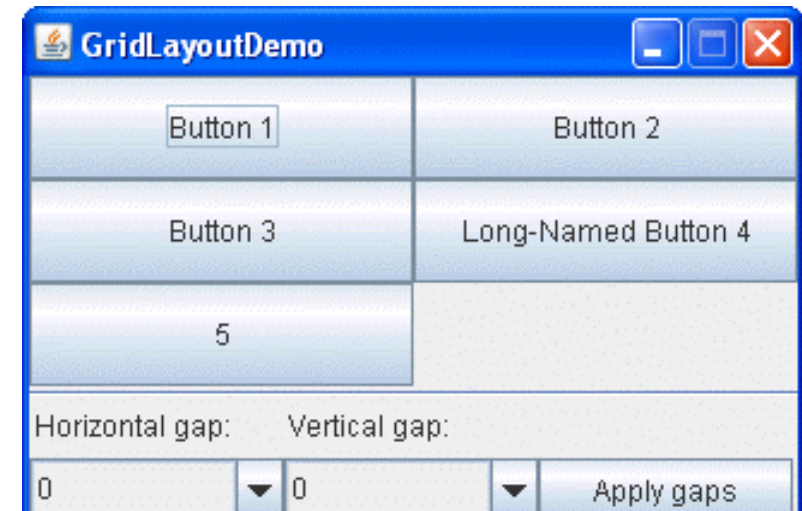 GridLayoutDemo
Button 1 Button 2
Button 3 Long-Named Button 4
5
Horizontal gap: Vertical gap:
0 0 Apply gaps